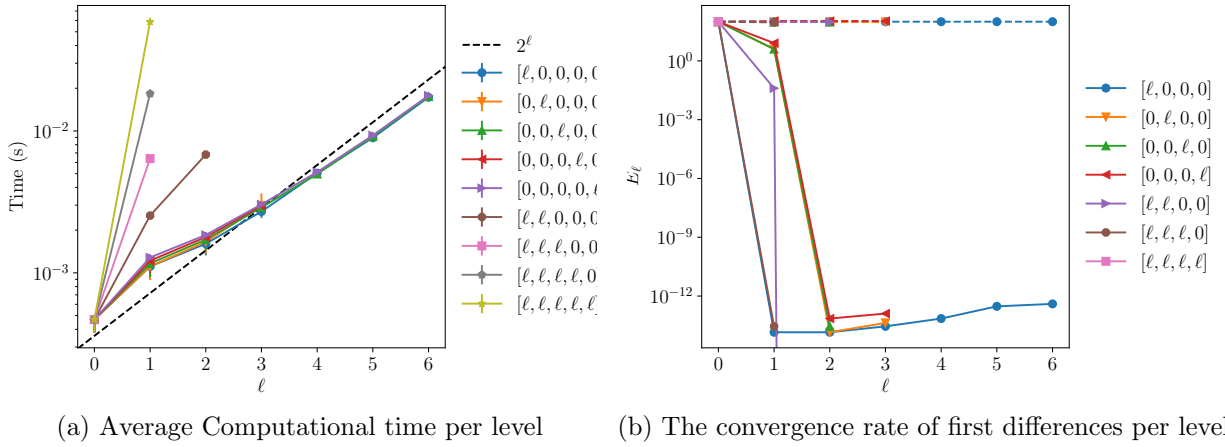 10⁻²
10⁻³
Time (s)
0 1 2 3 4 5 6
ℓ
2^ℓ
[ℓ, 0, 0, 0, 0
[0, ℓ, 0, 0, 0
[0, 0, ℓ, 0, 0
[0, 0, 0, ℓ, 0
[0, 0, 0, 0, ℓ
[ℓ, ℓ, 0, 0, 0
[ℓ, ℓ, ℓ, 0, 0
[ℓ, ℓ, ℓ, ℓ, 0
[ℓ, ℓ, ℓ, ℓ, ℓ
(a) Average Computational time per level
10⁰
10⁻³
10⁻⁶
10⁻⁹
10⁻¹²
E_ℓ
0 1 2 3 4 5 6
ℓ
[ℓ, 0, 0, 0]
[0, ℓ, 0, 0]
[0, 0, ℓ, 0]
[0, 0, 0, ℓ]
[ℓ, ℓ, 0, 0]
[ℓ, ℓ, ℓ, 0]
[ℓ, ℓ, ℓ, ℓ]
(b) The convergence rate of first differences per level